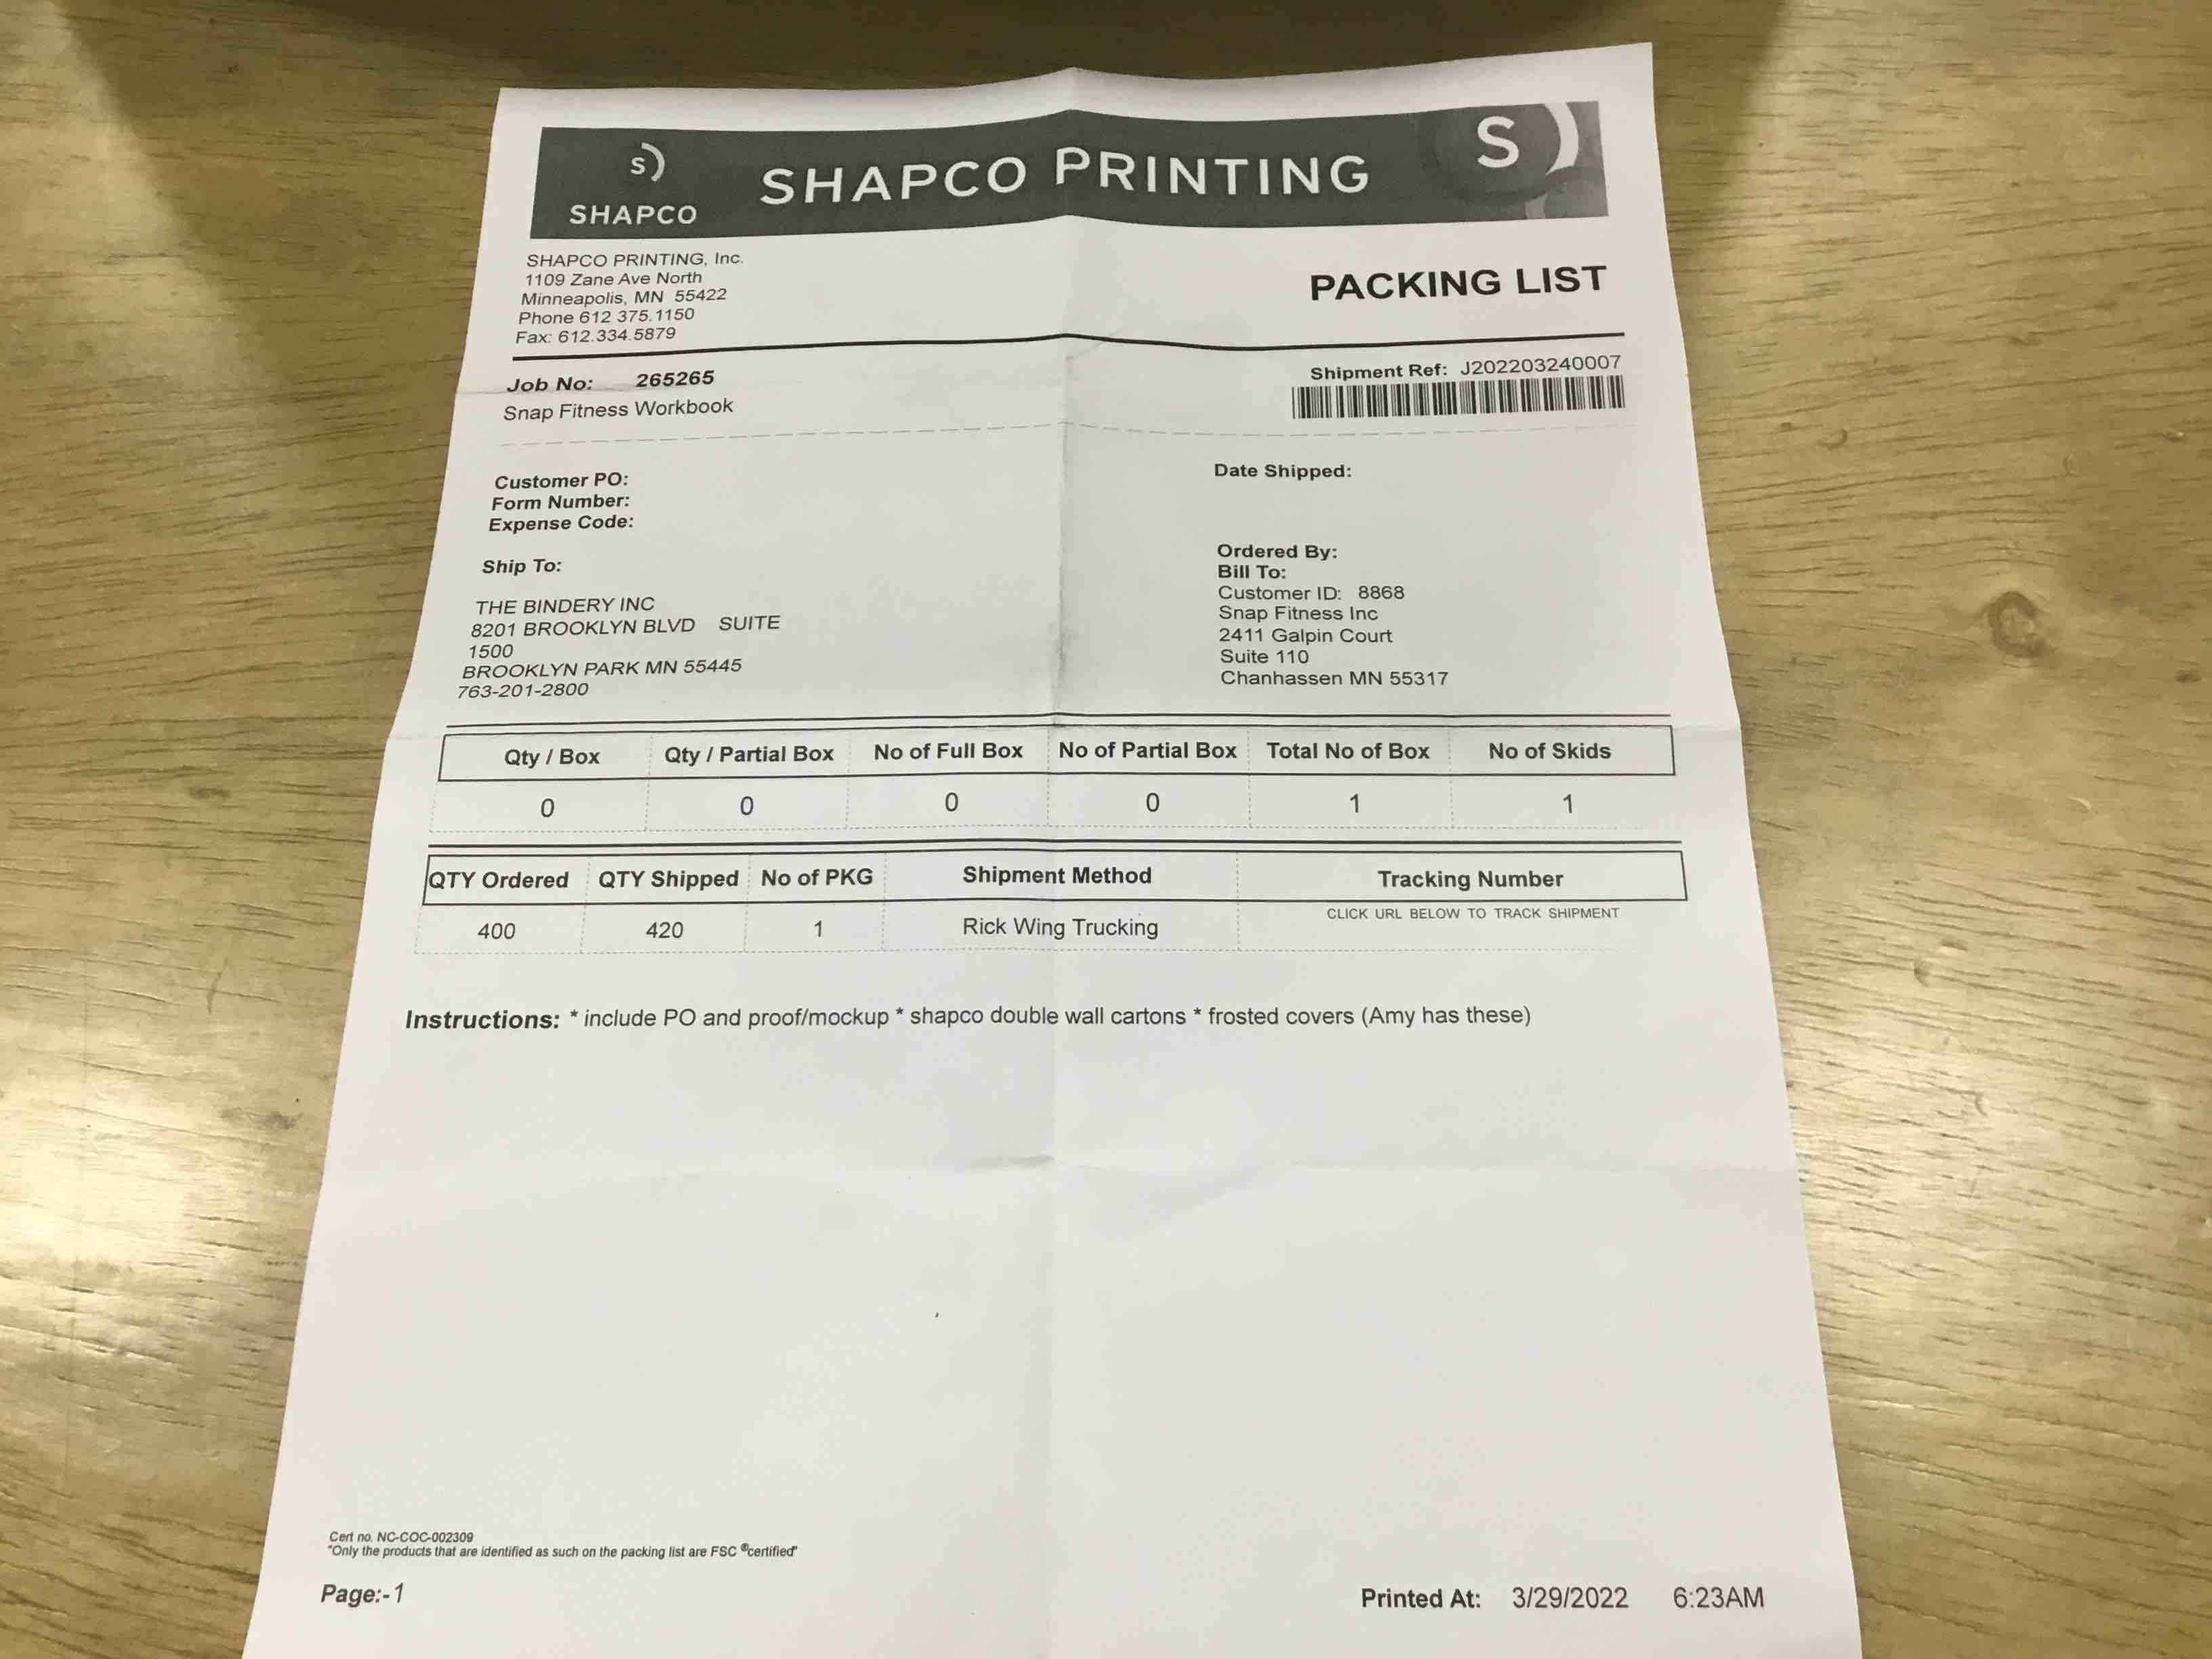 S)
SHAPCO
SHAPCO PRINTING
S)
SHAPCO PRINTING, Inc.
1109 Zane Ave North
Minneapolis, MN 55422
Phone 612 375.1150
Fax: 612.334.5879
PACKING LIST
Job No: 265265
Snap Fitness Workbook
Shipment Ref: J202203240007
Customer PO:
Form Number:
Expense Code:
Date Shipped:
Ship To:
THE BINDERY INC
8201 BROOKLYN BLVD SUITE
1500
BROOKLYN PARK MN 55445
763-201-2800
Ordered By:
Bill To:
Customer ID: 8868
Snap Fitness Inc
2411 Galpin Court
Suite 110
Chanhassen MN 55317
Qty / Box Qty / Partial Box No of Full Box No of Partial Box Total No of Box No of Skids
0 0 0 0 1 1
QTY Ordered QTY Shipped No of PKG Shipment Method Tracking Number
400 420 1 Rick Wing Trucking CLICK URL BELOW TO TRACK SHIPMENT
Instructions: * include PO and proof/mockup * shapco double wall cartons * frosted covers (Amy has these)
Cert no. NC-COC-002309
"Only the products that are identified as such on the packing list are FSC ®certified"
Page:- 1
Printed At: 3/29/2022 6:23AM